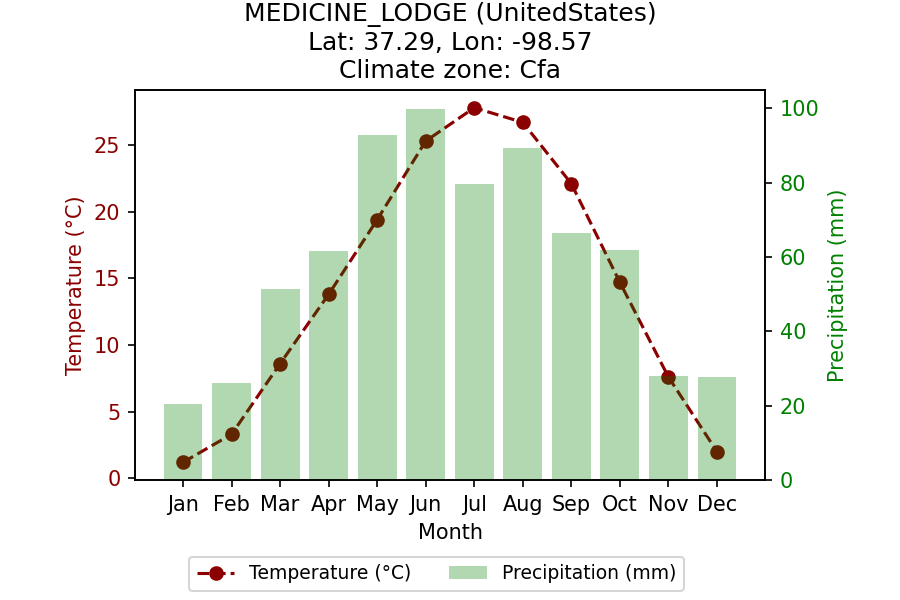 MEDICINE_LODGE (UnitedStates)
Lat: 37.29, Lon: -98.57
Climate zone: Cfa
Temperature (°C)
25
20
15
10
5
0
100
80
60
40
20
0
Precipitation (mm)
Jan Feb Mar Apr May Jun Jul Aug Sep Oct Nov Dec
Month
Temperature (°C) Precipitation (mm)